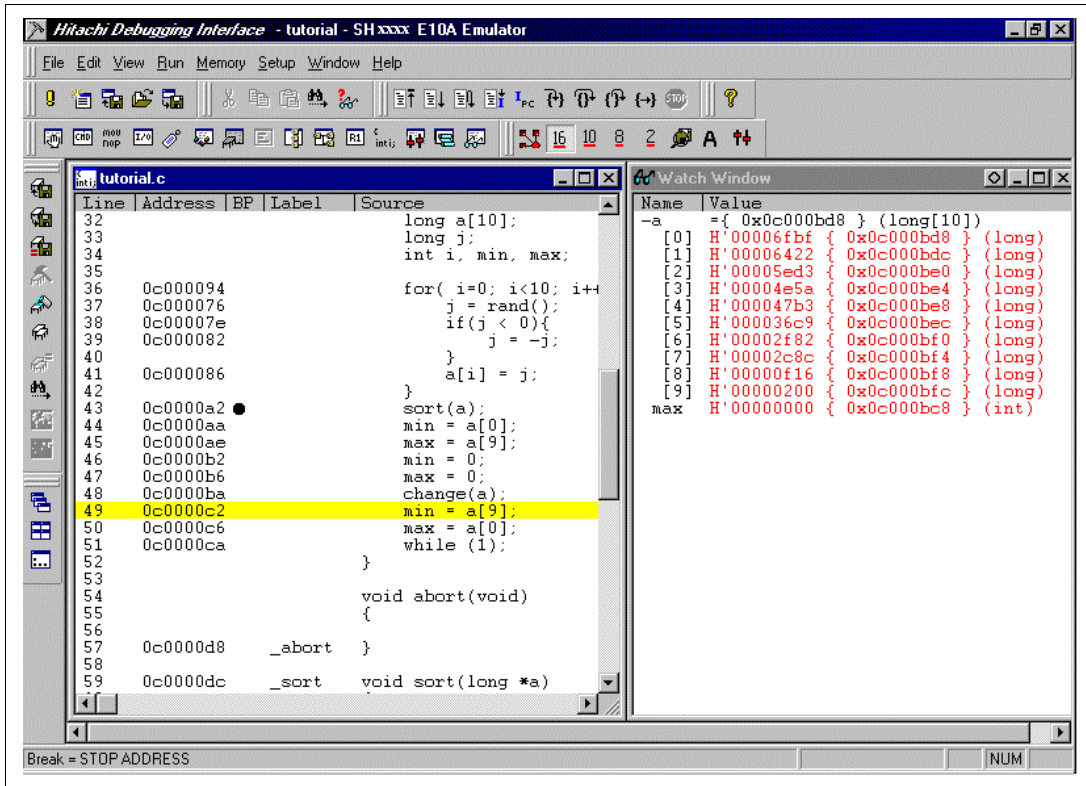 Hitachi Debugging Interface - tutorial - SHxxxx E10A Emulator
File Edit View Run Memory Setup Window Help
IPC STOP
CMD mov nop I/O R1 inti; 16 10 8 2 A
inti; tutorial.c
Line Address BP Label Source
32 long a[10];
33 long j;
34 int i, min, max;
35
36 0c000094 for( i=0; i<10; i++
37 0c000076 j = rand();
38 0c00007e if(j < 0){
39 0c000082 j = -j;
40 }
41 0c000086 a[i] = j;
42 }
43 0c0000a2 ● sort(a);
44 0c0000aa min = a[0];
45 0c0000ae max = a[9];
46 0c0000b2 min = 0;
47 0c0000b6 max = 0;
48 0c0000ba change(a);
49 0c0000c2 min = a[9];
50 0c0000c6 max = a[0];
51 0c0000ca while (1);
52 }
53
54 void abort(void)
55 {
56
57 0c0000d8 _abort }
58
59 0c0000dc _sort void sort(long *a)
Watch Window
Name Value
-a ={ 0x0c000bd8 } (long[10])
[0] H'00006fbf { 0x0c000bd8 } (long)
[1] H'00006422 { 0x0c000bdc } (long)
[2] H'00005ed3 { 0x0c000be0 } (long)
[3] H'00004e5a { 0x0c000be4 } (long)
[4] H'000047b3 { 0x0c000be8 } (long)
[5] H'000036c9 { 0x0c000bec } (long)
[6] H'00002f82 { 0x0c000bf0 } (long)
[7] H'00002c8c { 0x0c000bf4 } (long)
[8] H'00000f16 { 0x0c000bf8 } (long)
[9] H'00000200 { 0x0c000bfc } (long)
max H'00000000 { 0x0c000bc8 } (int)
Break = STOP ADDRESS NUM